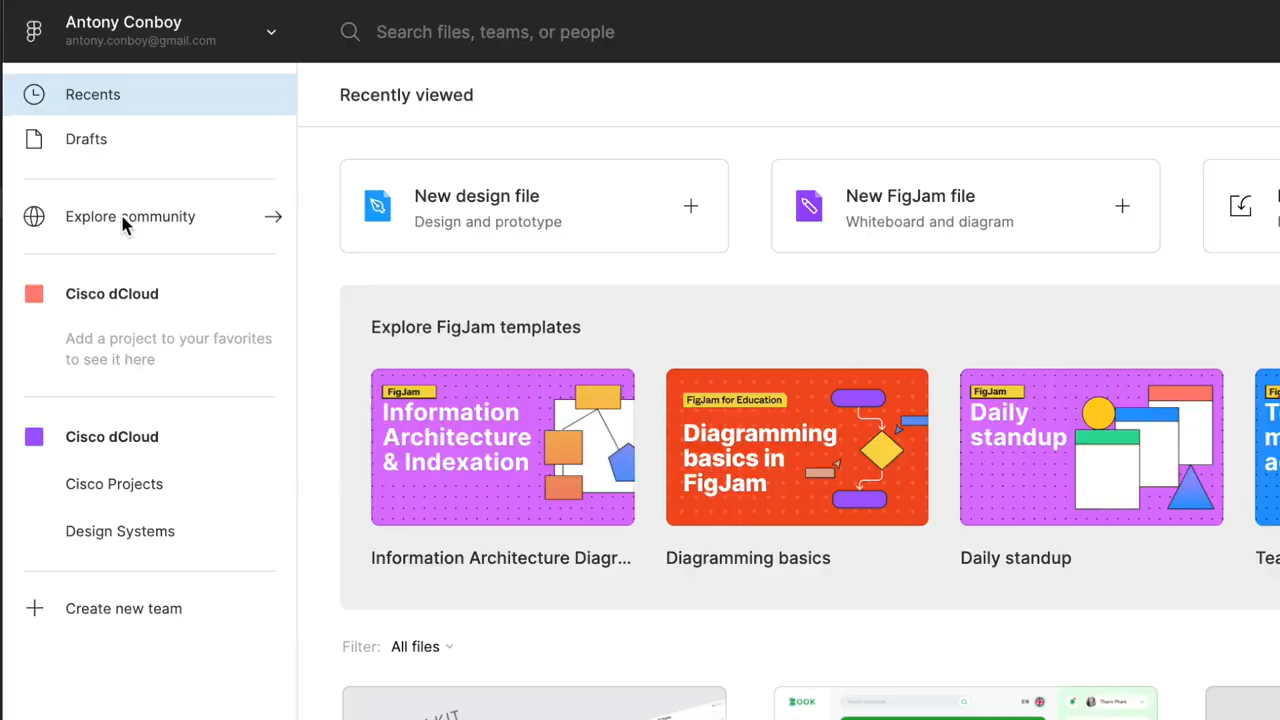 Antony Conboy
antony.conboy@gmail.com
Search files, teams, or people
Recents
Drafts
Explore community
Cisco dCloud
Add a project to your favorites
to see it here
Cisco dCloud
Cisco Projects
Design Systems
Create new team
Recently viewed
New design file
Design and prototype
New FigJam file
Whiteboard and diagram
Explore FigJam templates
FigJam
Information
Architecture
& Indexation
Information Architecture Diagr...
FigJam for Education
Diagramming
basics in
FigJam
Diagramming basics
FigJam
Daily
standup
Daily standup
Filter: All files
BOOK
EN
Tham Pham